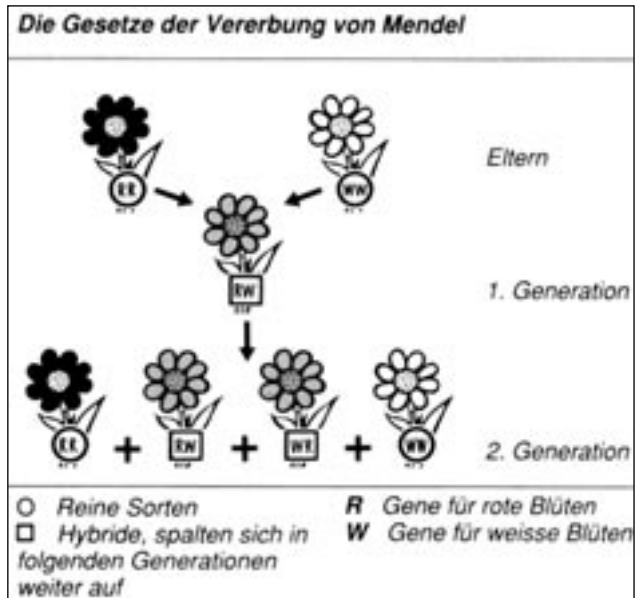 Die Gesetze der Vererbung von Mendel
RR
WW
Eltern
RW
1. Generation
RR
+
RW
+
WR
+
WW
2. Generation
○ Reine Sorten
□ Hybride, spalten sich in
folgenden Generationen
weiter auf
R Gene für rote Blüten
W Gene für weisse Blüten